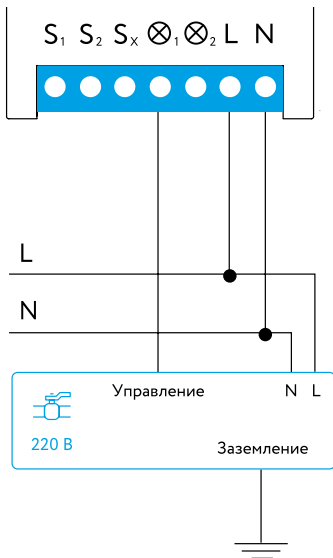 S₁ S₂ Sₓ ⊗₁ ⊗₂ L N
L
N
Управление N L
220 В
Заземление